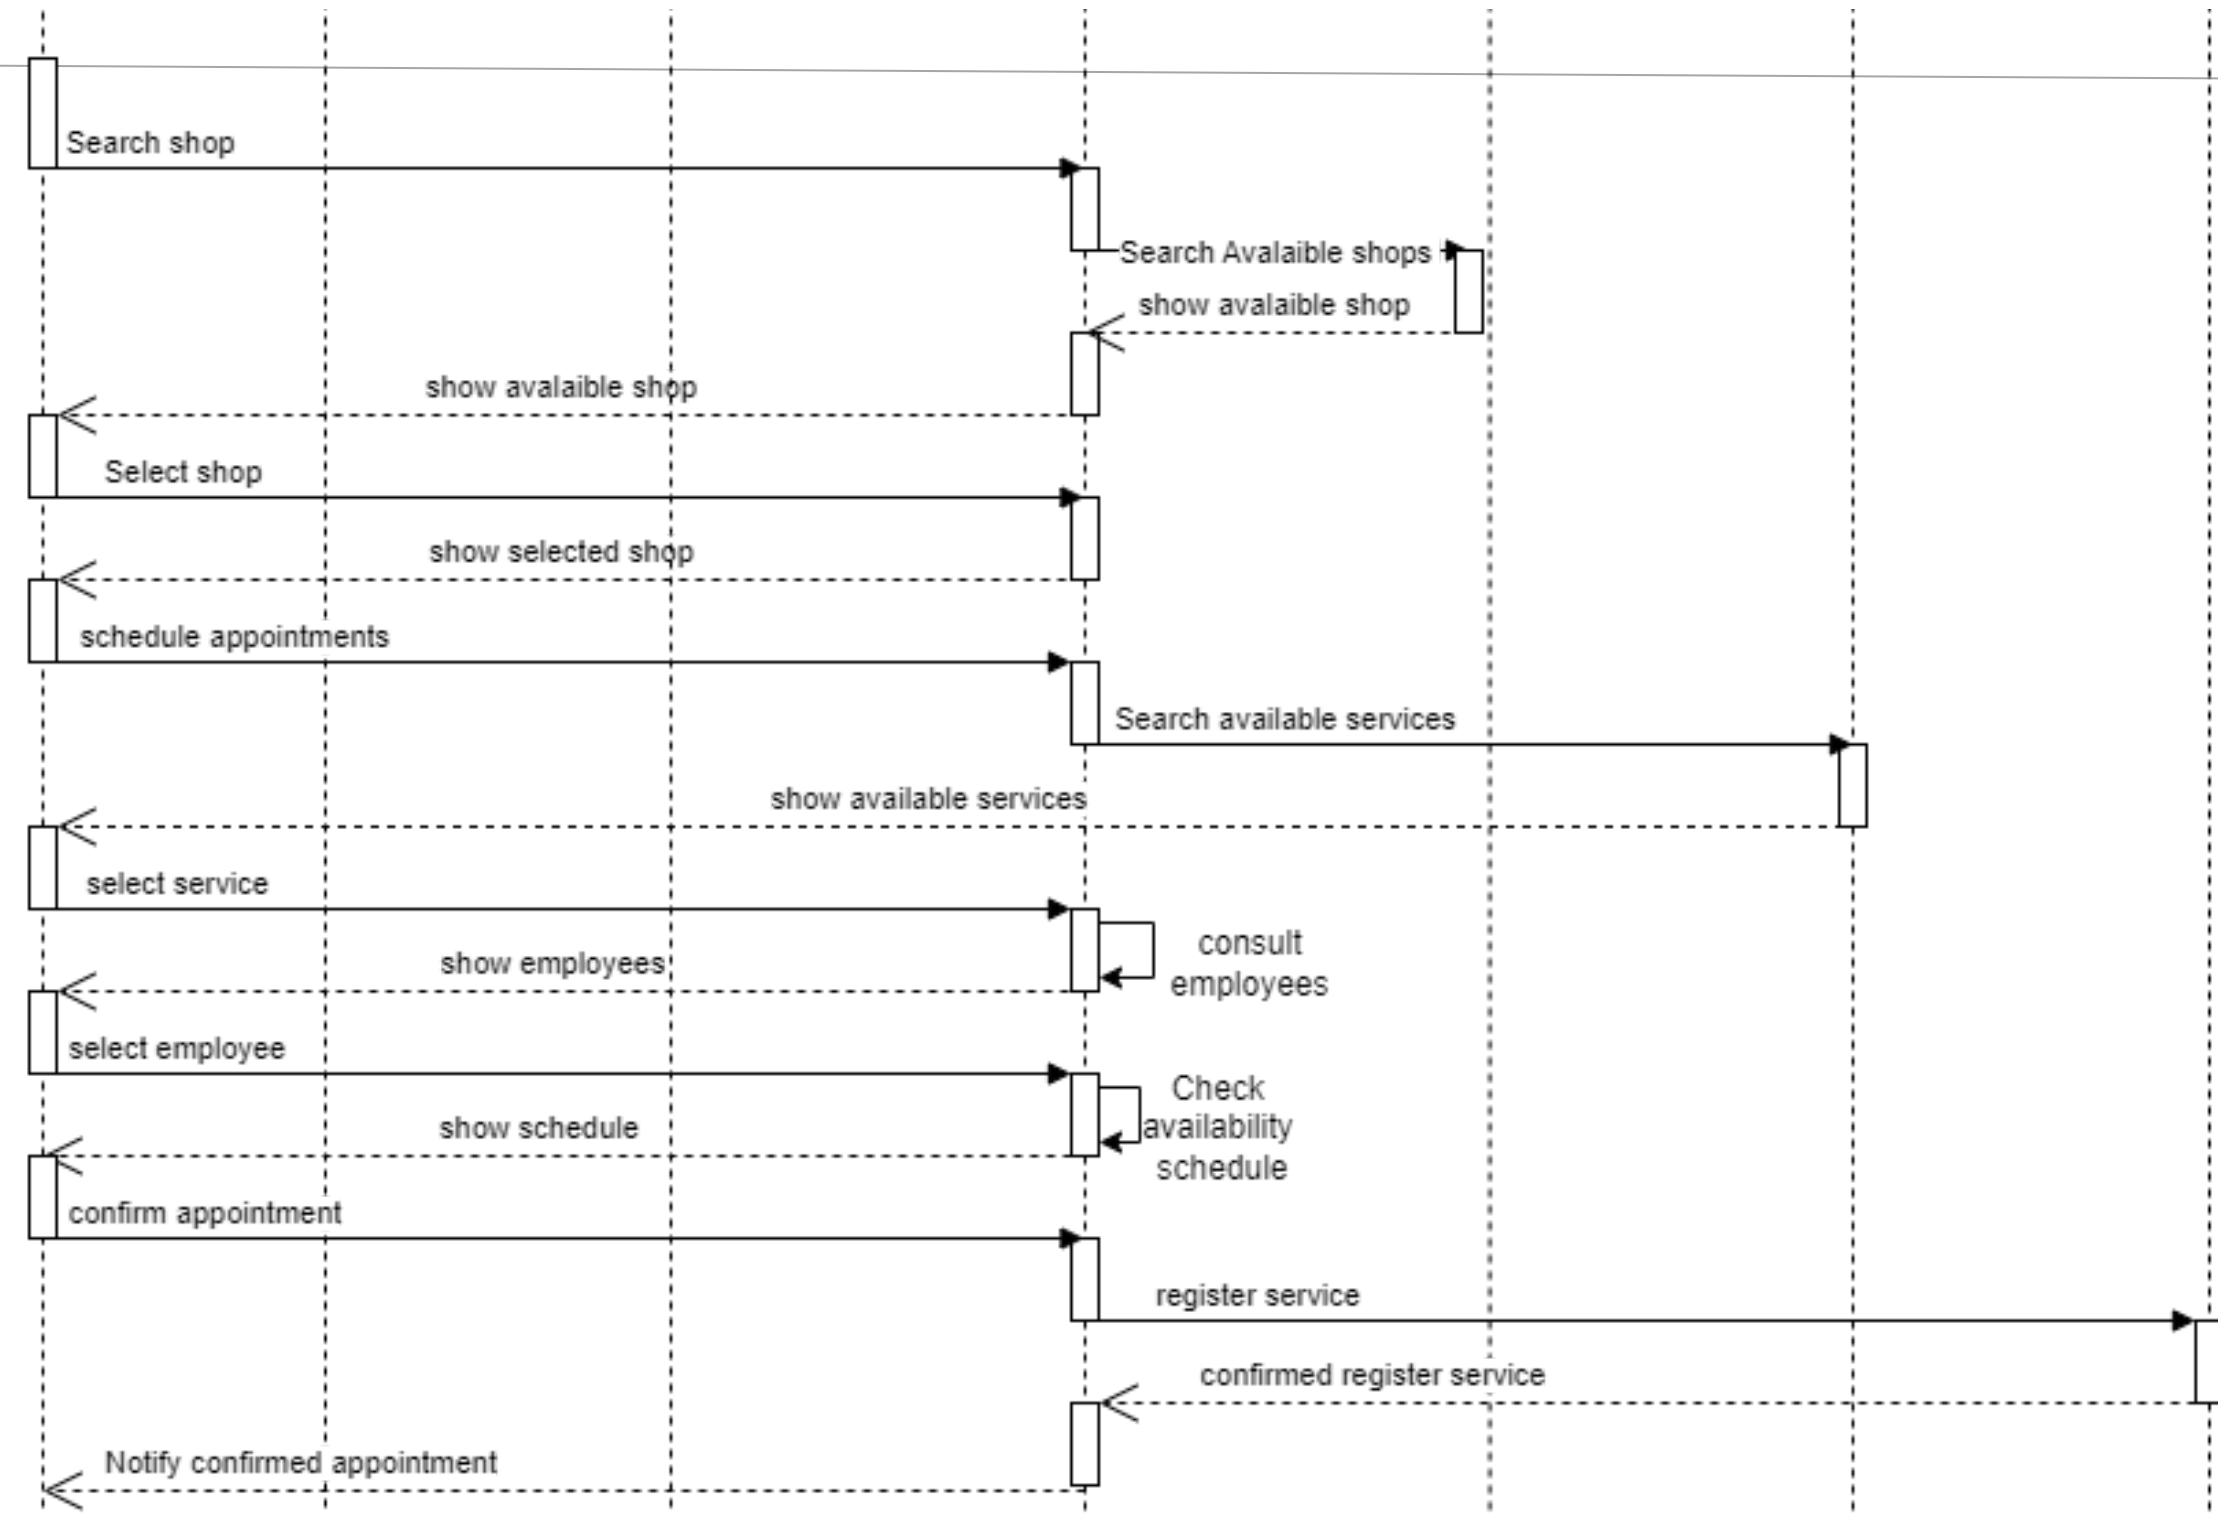 Search shop
Search Avalaible shops
show avalaible shop
show avalaible shop
Select shop
show selected shop
schedule appointments
Search available services
show available services
select service
consult
employees
show employees
select employee
Check
availability
schedule
show schedule
confirm appointment
register service
confirmed register service
Notify confirmed appointment